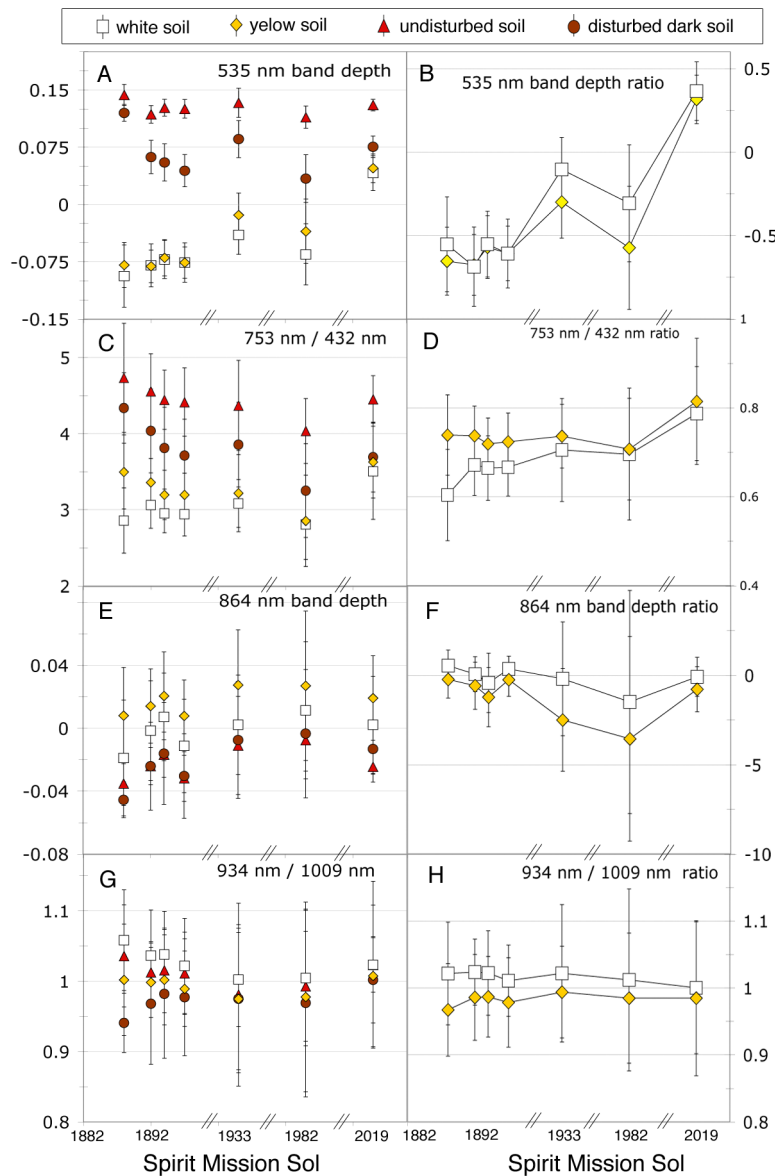 white soil yelow soil undisturbed soil disturbed dark soil
A 535 nm band depth
0.15
0.075
0
-0.075
-0.15
B 535 nm band depth ratio
0.5
0
-0.5
C 753 nm / 432 nm
5
4
3
2
D 753 nm / 432 nm ratio
1
0.8
0.6
0.4
E 864 nm band depth
0.04
0
-0.04
-0.08
F 864 nm band depth ratio
0
-5
-10
G 934 nm / 1009 nm
1.1
1
0.9
0.8
H 934 nm / 1009 nm ratio
1.1
1
0.9
0.8
1882 1892 1933 1982 2019
1882 1892 1933 1982 2019
Spirit Mission Sol
Spirit Mission Sol